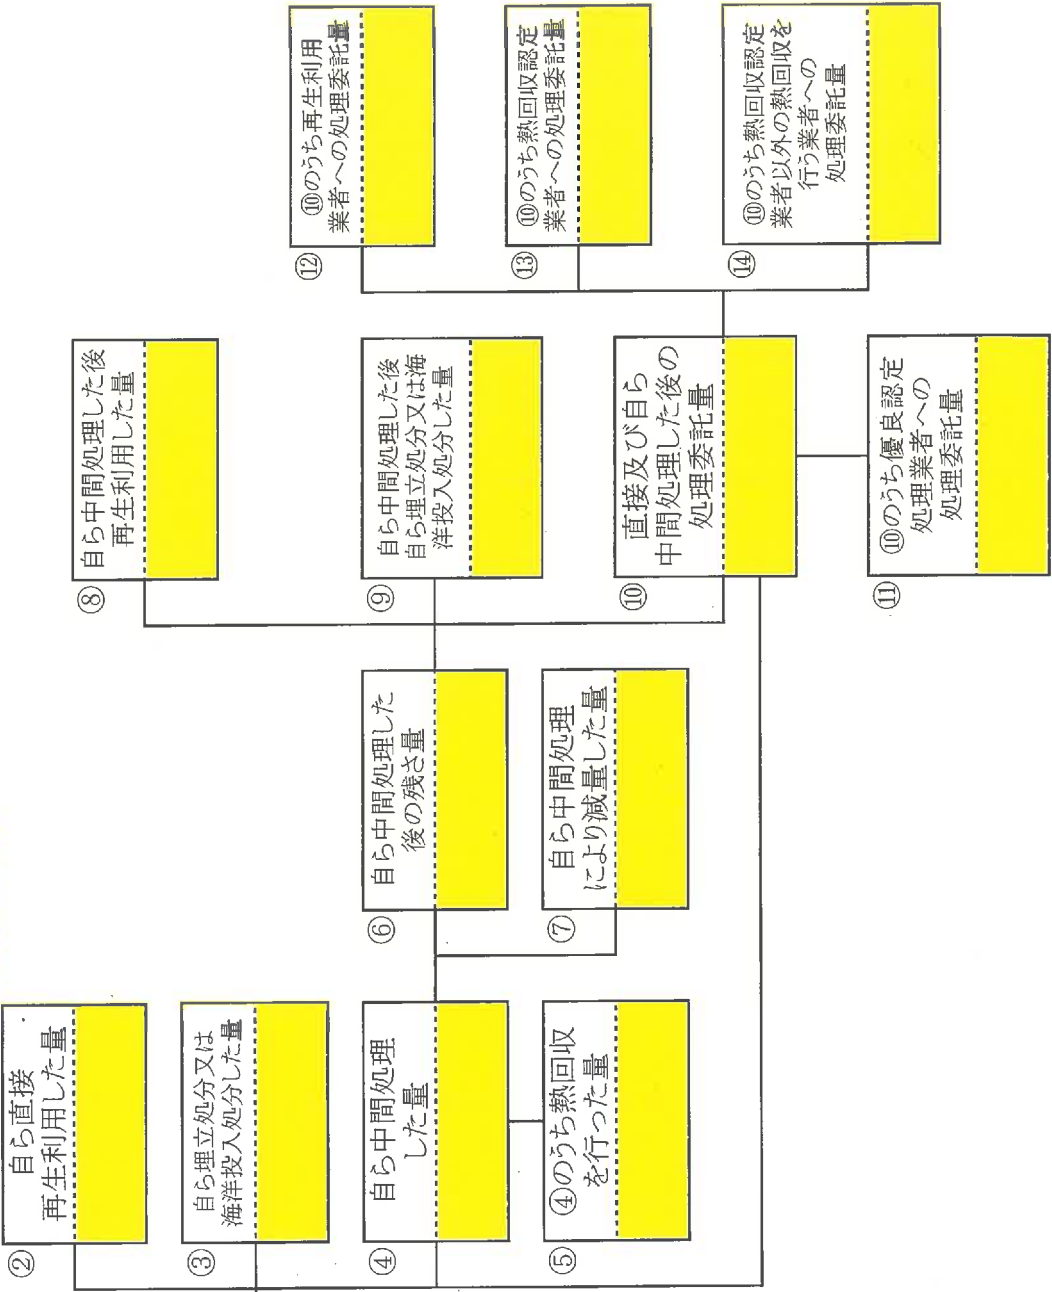 ②
自ら直接
再生利用した量
③
自ら埋立処分又は
海洋投入処分した量
④
自ら中間処理
した量
⑤
④のうち熱回収
を行った量
⑥
自ら中間処理した
後の残さ量
⑦
自ら中間処理
により減量した量
⑧
自ら中間処理した後
再生利用した量
⑨
自ら中間処理した後
自ら埋立処分又は海
洋投入処分した量
⑩
直接及び自ら
中間処理した後の
処理委託量
⑪
⑩のうち優良認定
処理業者への
処理委託量
⑫
⑩のうち再生利用
業者への処理委託量
⑬
⑩のうち熱回収認定
業者への処理委託量
⑭
⑩のうち熱回収認定
業者以外の熱回収を
行う業者への
処理委託量